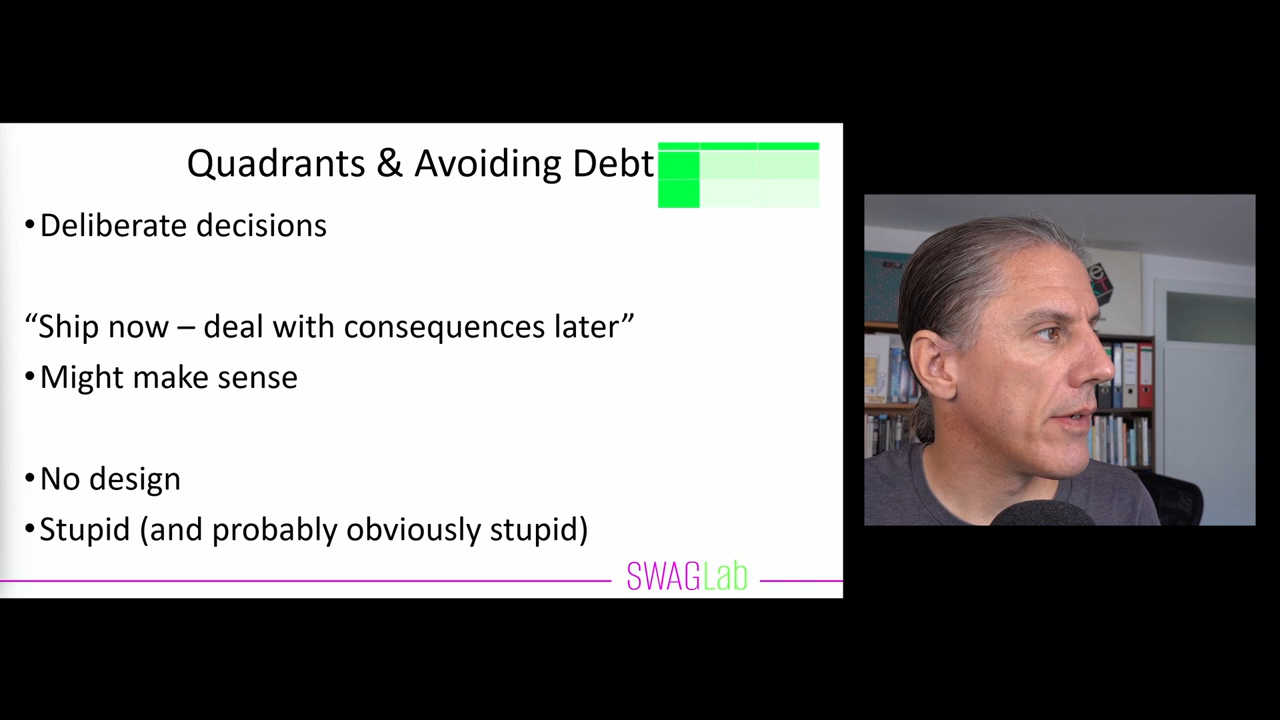 Quadrants & Avoiding Debt
•Deliberate decisions
“Ship now – deal with consequences later”
•Might make sense
•No design
•Stupid (and probably obviously stupid)
SWAGLab